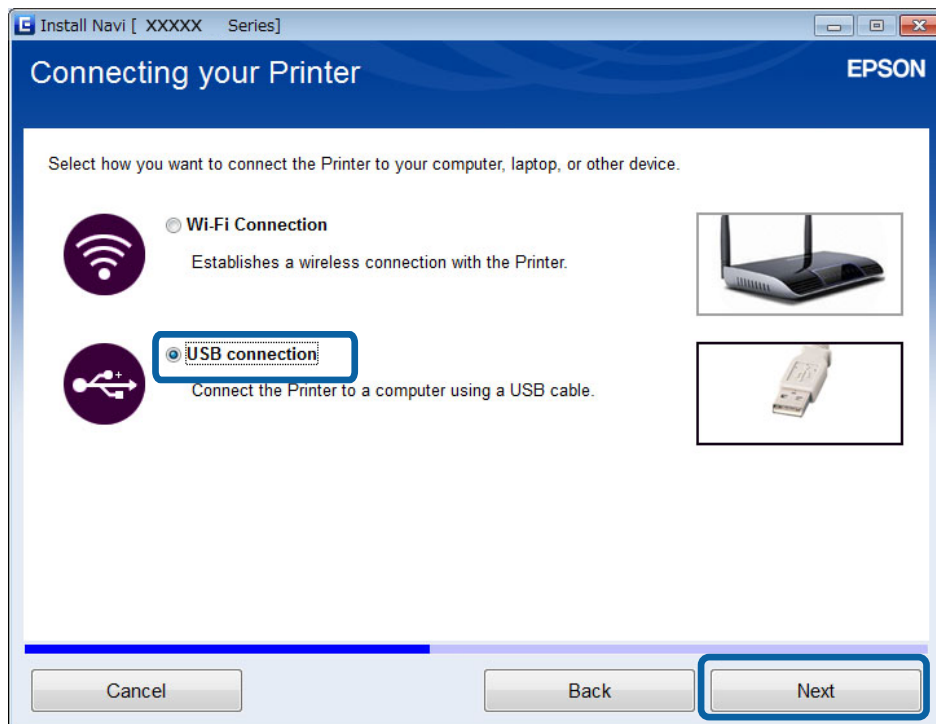 Install Navi [ XXXXX Series]
Connecting your Printer
EPSON
Select how you want to connect the Printer to your computer, laptop, or other device.
Wi-Fi Connection
Establishes a wireless connection with the Printer.
USB connection
Connect the Printer to a computer using a USB cable.
Cancel
Back
Next